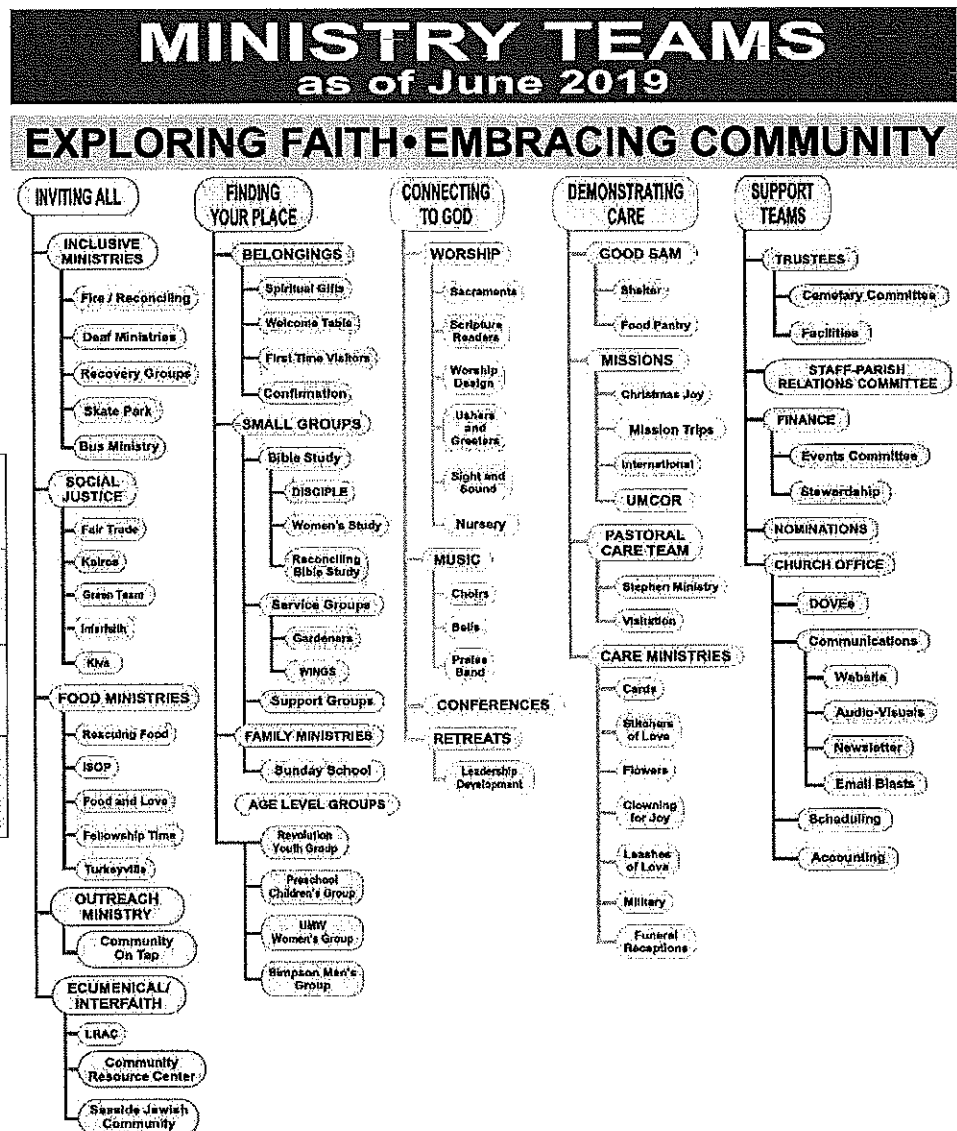 MINISTRY TEAMS
as of June 2019
EXPLORING FAITH•EMBRACING COMMUNITY
INVITING ALL
INCLUSIVE
MINISTRIES
Fire / Reconciling
Deaf Ministries
Recovery Groups
Skate Park
Bus Ministry
SOCIAL
JUSTICE
Fair Trade
Kairos
Green Team
Interfaith
Kiva
FOOD MINISTRIES
Rescuing Food
ISOP
Food and Love
Fellowship Time
Turkeyville
OUTREACH
MINISTRY
Community
On Tap
ECUMENICAL/
INTERFAITH
LRAC
Community
Resource Center
Seaside Jewish
Community
FINDING
YOUR PLACE
BELONGINGS
Spiritual Gifts
Welcome Table
First Time Visitors
Confirmation
SMALL GROUPS
Bible Study
DISCIPLE
Women's Study
Reconciling
Bible Study
Service Groups
Gardeners
WINGS
Support Groups
FAMILY MINISTRIES
Sunday School
AGE LEVEL GROUPS
Revolution
Youth Group
Preschool
Children's Group
UMW
Women's Group
Simpson Men's
Group
CONNECTING
TO GOD
WORSHIP
Sacraments
Scripture
Readers
Worship
Design
Ushers
and
Greeters
Sight and
Sound
Nursery
MUSIC
Choirs
Bells
Praise
Band
CONFERENCES
RETREATS
Leadership
Development
DEMONSTRATING
CARE
GOOD SAM
Shelter
Food Pantry
MISSIONS
Christmas Joy
Mission Trips
International
UMCOR
PASTORAL
CARE TEAM
Stephen Ministry
Visitation
CARE MINISTRIES
Cards
Stitchers
of Love
Flowers
Clowning
for Joy
Leashes
of Love
Military
Funeral
Receptions
SUPPORT
TEAMS
TRUSTEES
Cemetary Committee
Facilities
STAFF-PARISH
RELATIONS COMMITTEE
FINANCE
Events Committee
Stewardship
NOMINATIONS
CHURCH OFFICE
DOVEs
Communications
Website
Audio-Visuals
Newsletter
Email Blasts
Scheduling
Accounting